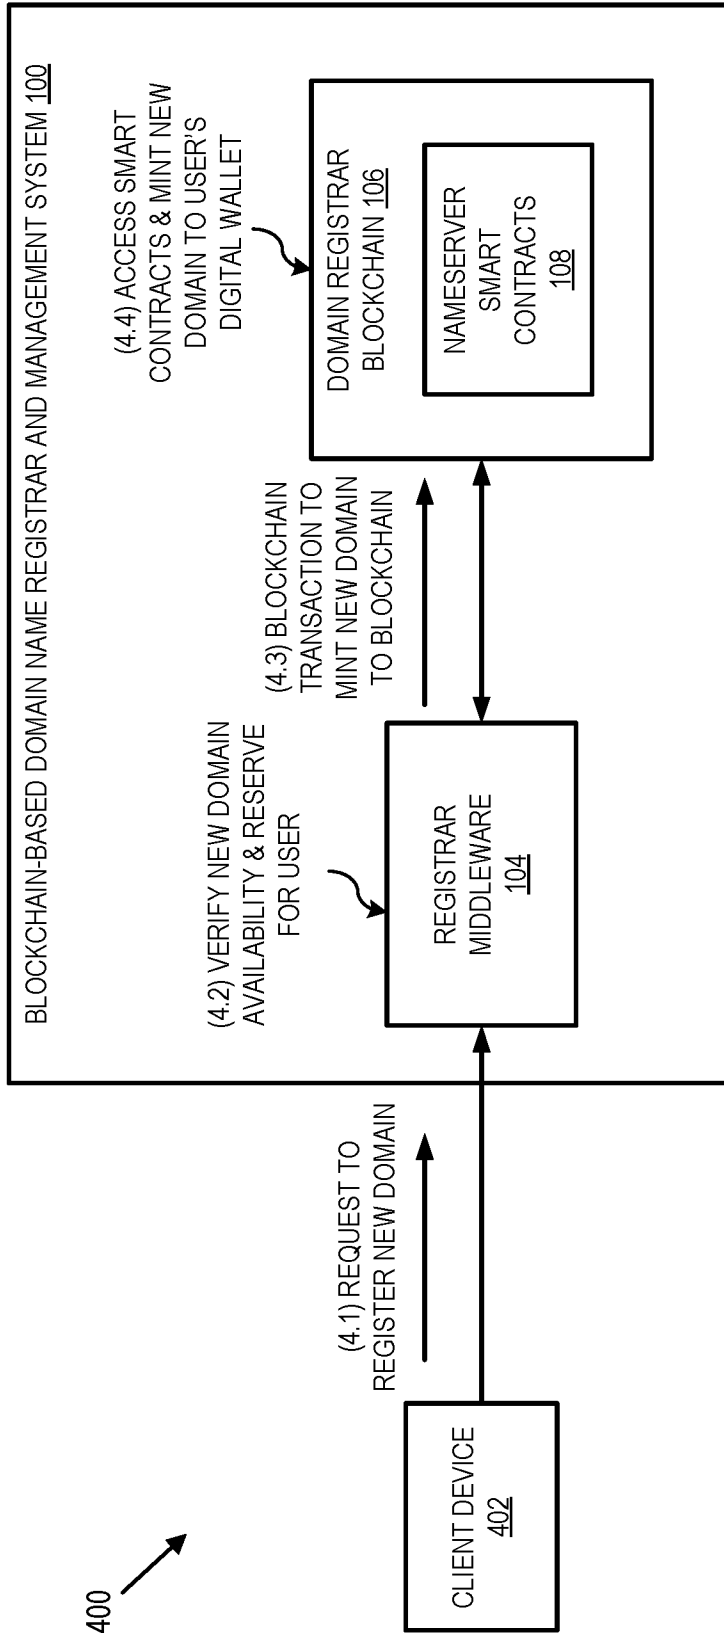 BLOCKCHAIN-BASED DOMAIN NAME REGISTRAR AND MANAGEMENT SYSTEM 100
400
CLIENT DEVICE
402
(4.1) REQUEST TO
REGISTER NEW DOMAIN
(4.2) VERIFY NEW DOMAIN
AVAILABILITY & RESERVE
FOR USER
REGISTRAR
MIDDLEWARE
104
(4.3) BLOCKCHAIN
TRANSACTION TO
MINT NEW DOMAIN
TO BLOCKCHAIN
(4.4) ACCESS SMART
CONTRACTS & MINT NEW
DOMAIN TO USER'S
DIGITAL WALLET
DOMAIN REGISTRAR
BLOCKCHAIN 106
NAMESERVER
SMART
CONTRACTS
108